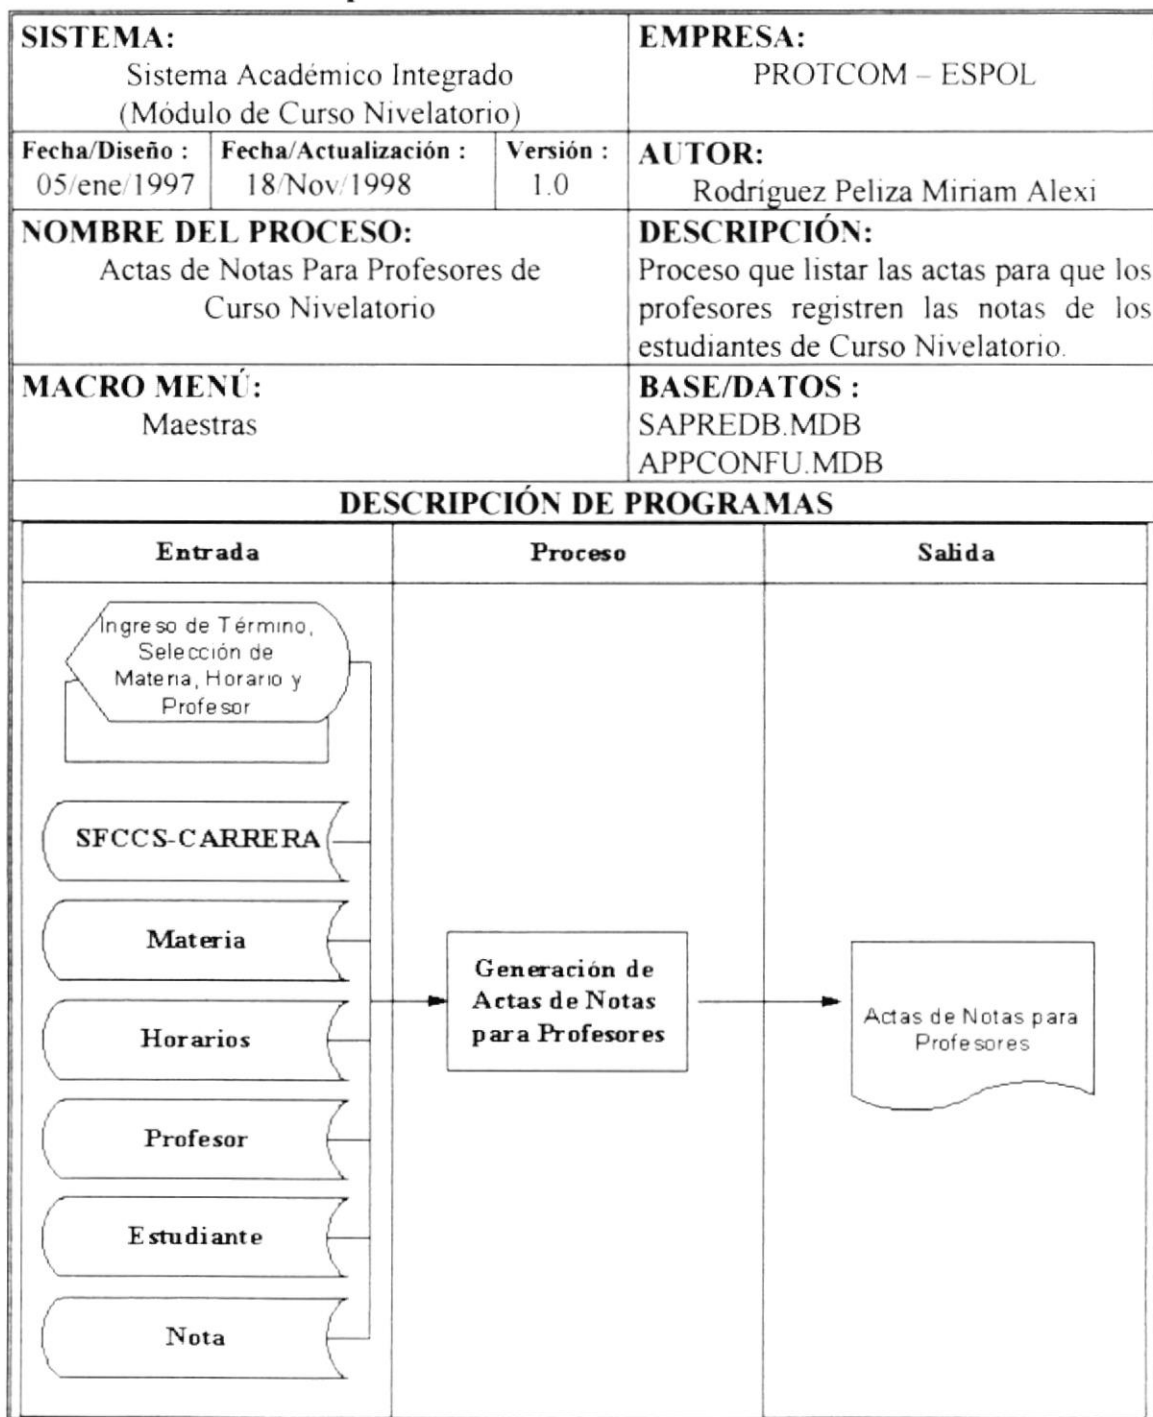 SISTEMA:
Sistema Académico Integrado
(Módulo de Curso Nivelatorio)
EMPRESA:
PROTCOM – ESPOL
Fecha/Diseño :
05/ene/1997
Fecha/Actualización :
18/Nov/1998
Versión :
1.0
AUTOR:
Rodríguez Peliza Miriam Alexi
NOMBRE DEL PROCESO:
Actas de Notas Para Profesores de
Curso Nivelatorio
DESCRIPCIÓN:
Proceso que listar las actas para que los
profesores registren las notas de los
estudiantes de Curso Nivelatorio.
MACRO MENÚ:
Maestras
BASE/DATOS :
SAPREDB.MDB
APPCONFU.MDB
DESCRIPCIÓN DE PROGRAMAS
Entrada
Proceso
Salida
Ingreso de Término,
Selección de
Materia, Horario y
Profesor
SFCCS-CARRERA
Materia
Horarios
Profesor
Estudiante
Nota
Generación de
Actas de Notas
para Profesores
Actas de Notas para
Profesores